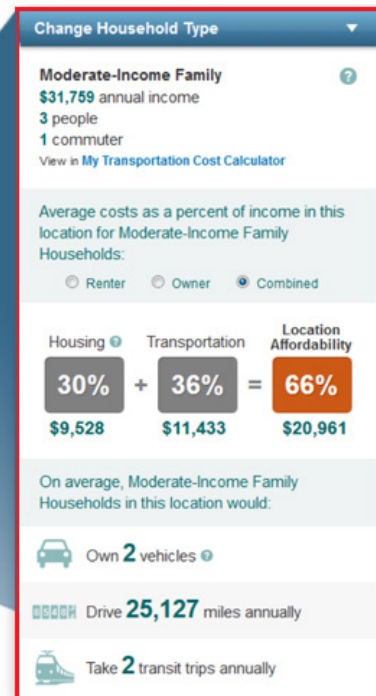 Change Household Type
Moderate-Income Family
$31,759 annual income
3 people
1 commuter
View in My Transportation Cost Calculator
Average costs as a percent of income in this
location for Moderate-Income Family
Households:
Renter Owner Combined
Housing Transportation Location Affordability
30% + 36% = 66%
$9,528 $11,433 $20,961
On average, Moderate-Income Family
Households in this location would:
Own 2 vehicles
Drive 25,127 miles annually
Take 2 transit trips annually